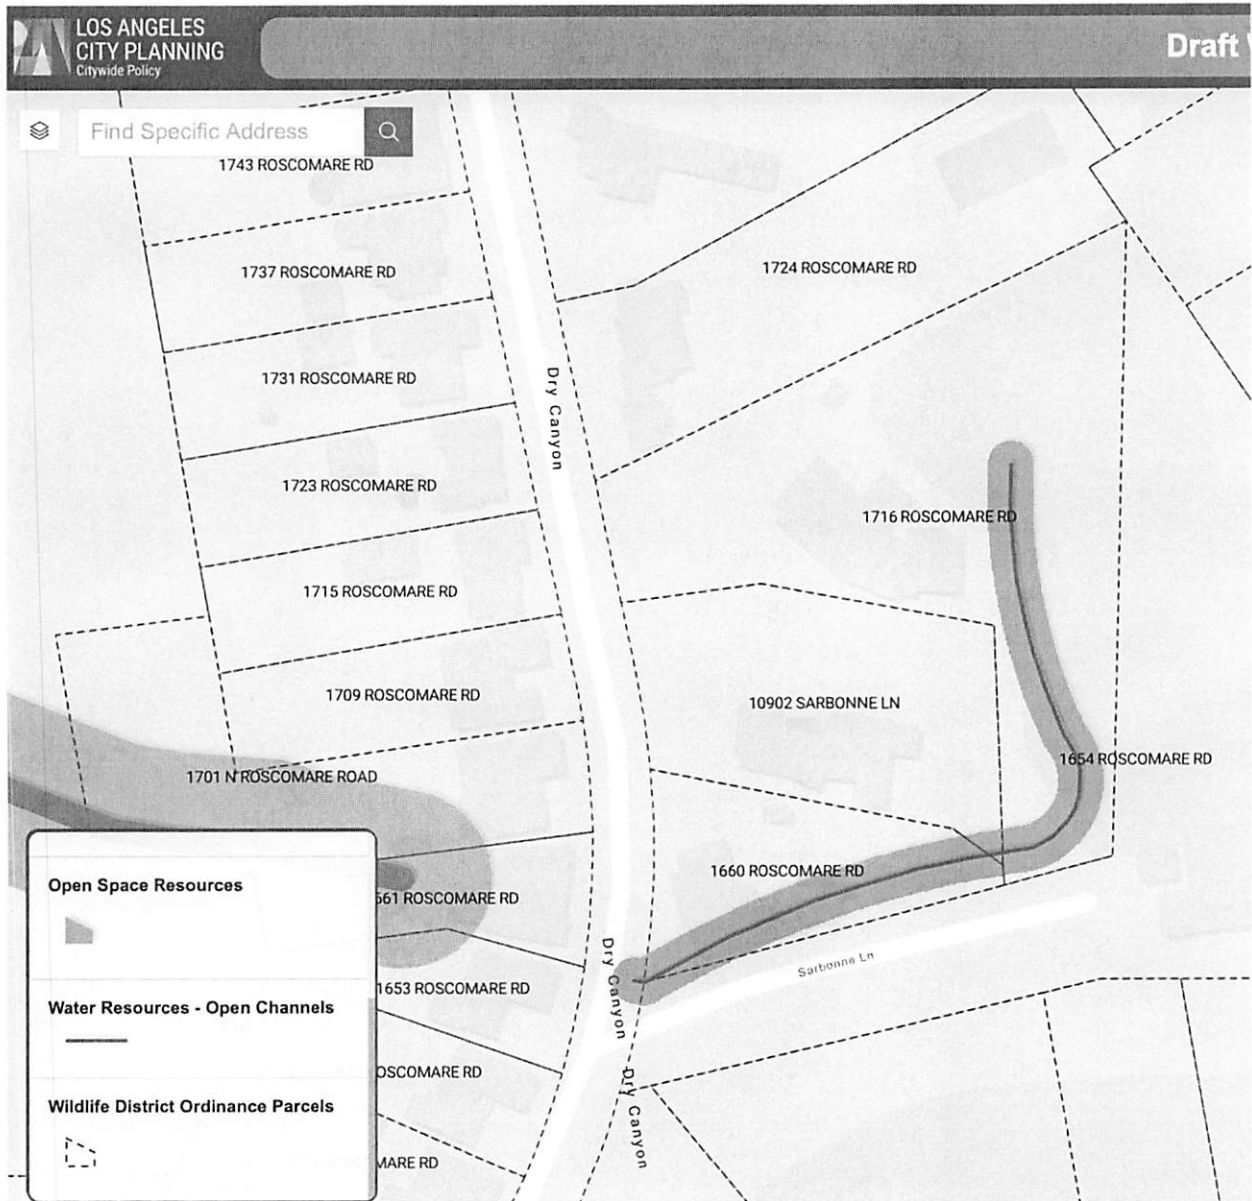 LOS ANGELES
CITY PLANNING
Citywide Policy
Draft
Find Specific Address
1743 ROSCOMARE RD
1737 ROSCOMARE RD
1724 ROSCOMARE RD
1731 ROSCOMARE RD
Dry Canyon
1723 ROSCOMARE RD
1716 ROSCOMARE RD
1715 ROSCOMARE RD
1709 ROSCOMARE RD
10902 SARBONNE LN
1654 ROSCOMARE RD
1701 N ROSCOMARE ROAD
1660 ROSCOMARE RD
Open Space Resources
661 ROSCOMARE RD
Dry Canyon
Sarbonne Ln
1653 ROSCOMARE RD
Water Resources - Open Channels
OSCOMARE RD
Dry Canyon
Wildlife District Ordinance Parcels
MARE RD